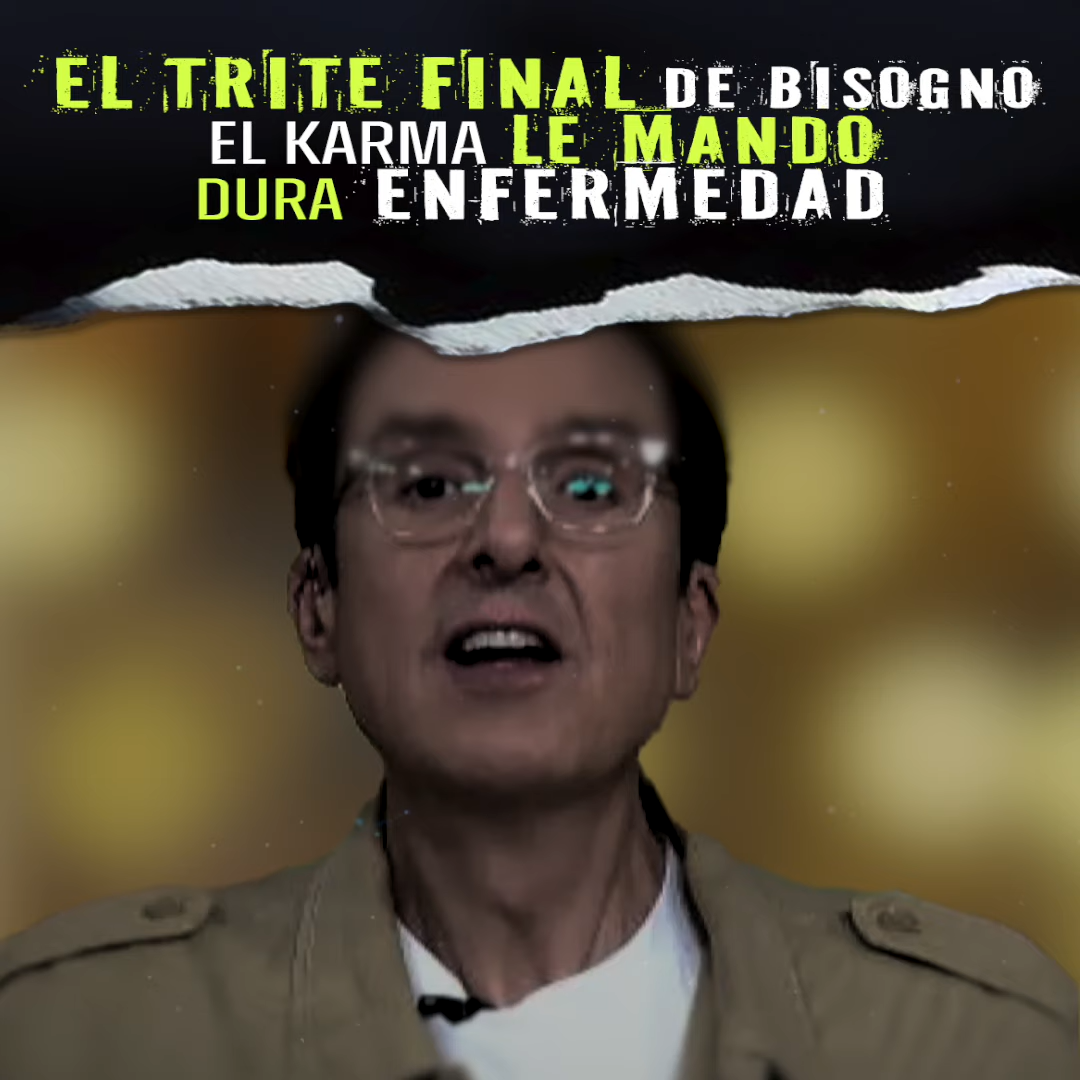 EL TRITE FINAL DE BISOGNO
EL KARMA LE MANDO
DURA ENFERMEDAD